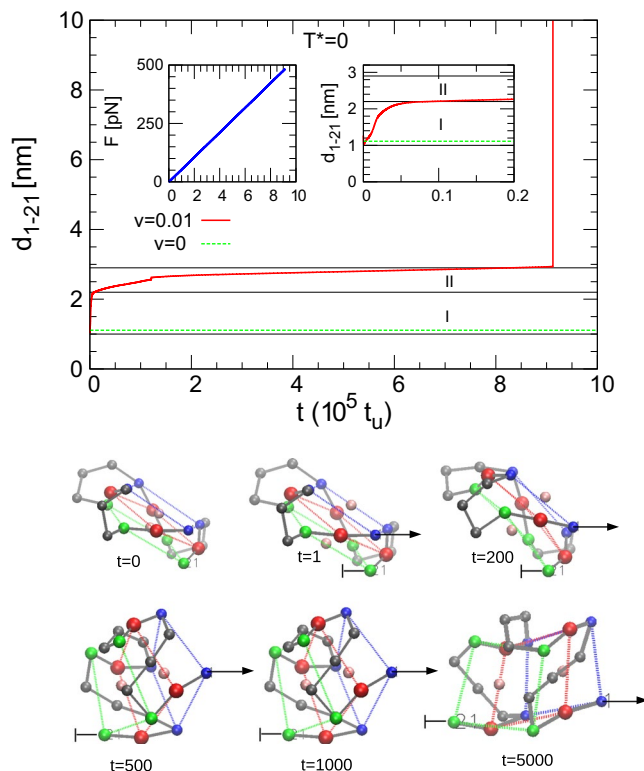 T*=0
10
8
6
4
2
0
d1-21 [nm]
500
250
0
F [pN]
0 2 4 6 8 10
3
2
1
0
d1-21 [nm]
II
I
0 0.1 0.2
v=0.01
v=0
II
I
0 2 4 6 8 10
t (10^5 t_u)
t=0
t=1
t=200
t=500
t=1000
t=5000